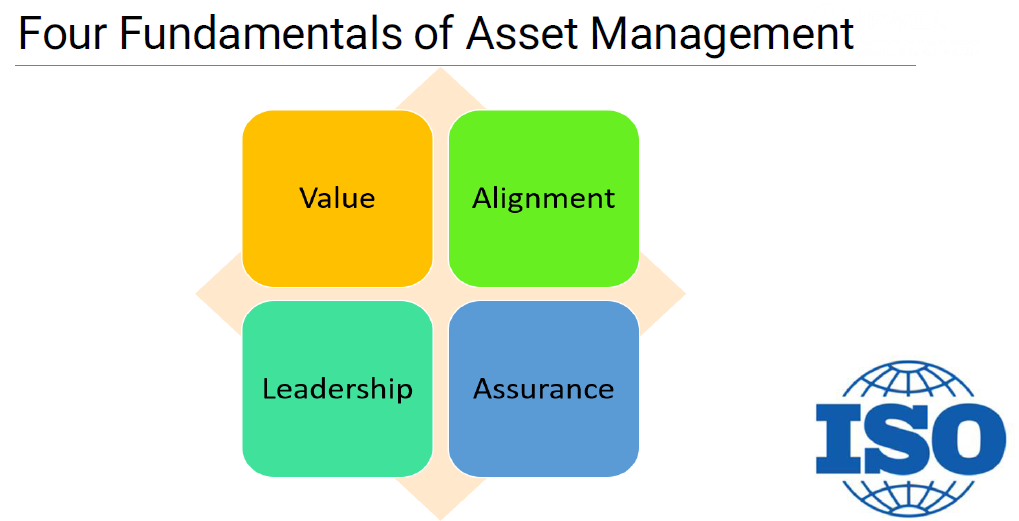 Four Fundamentals of Asset Management
Value
Alignment
Leadership
Assurance
ISO